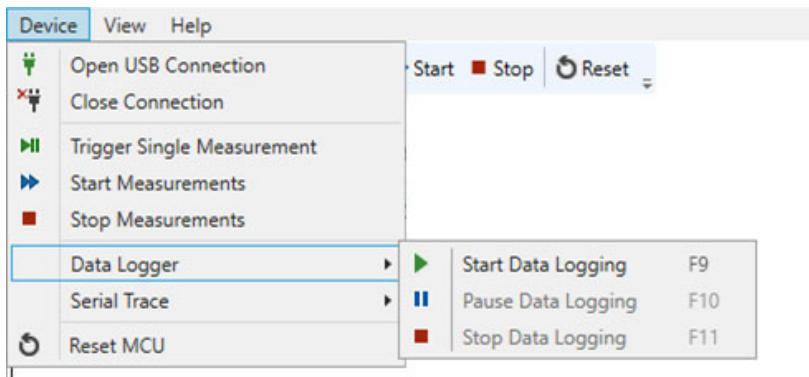 Device View Help
Open USB Connection
Start Stop Reset
Close Connection
Trigger Single Measurement
Start Measurements
Stop Measurements
Data Logger
Start Data Logging F9
Serial Trace
Pause Data Logging F10
Stop Data Logging F11
Reset MCU